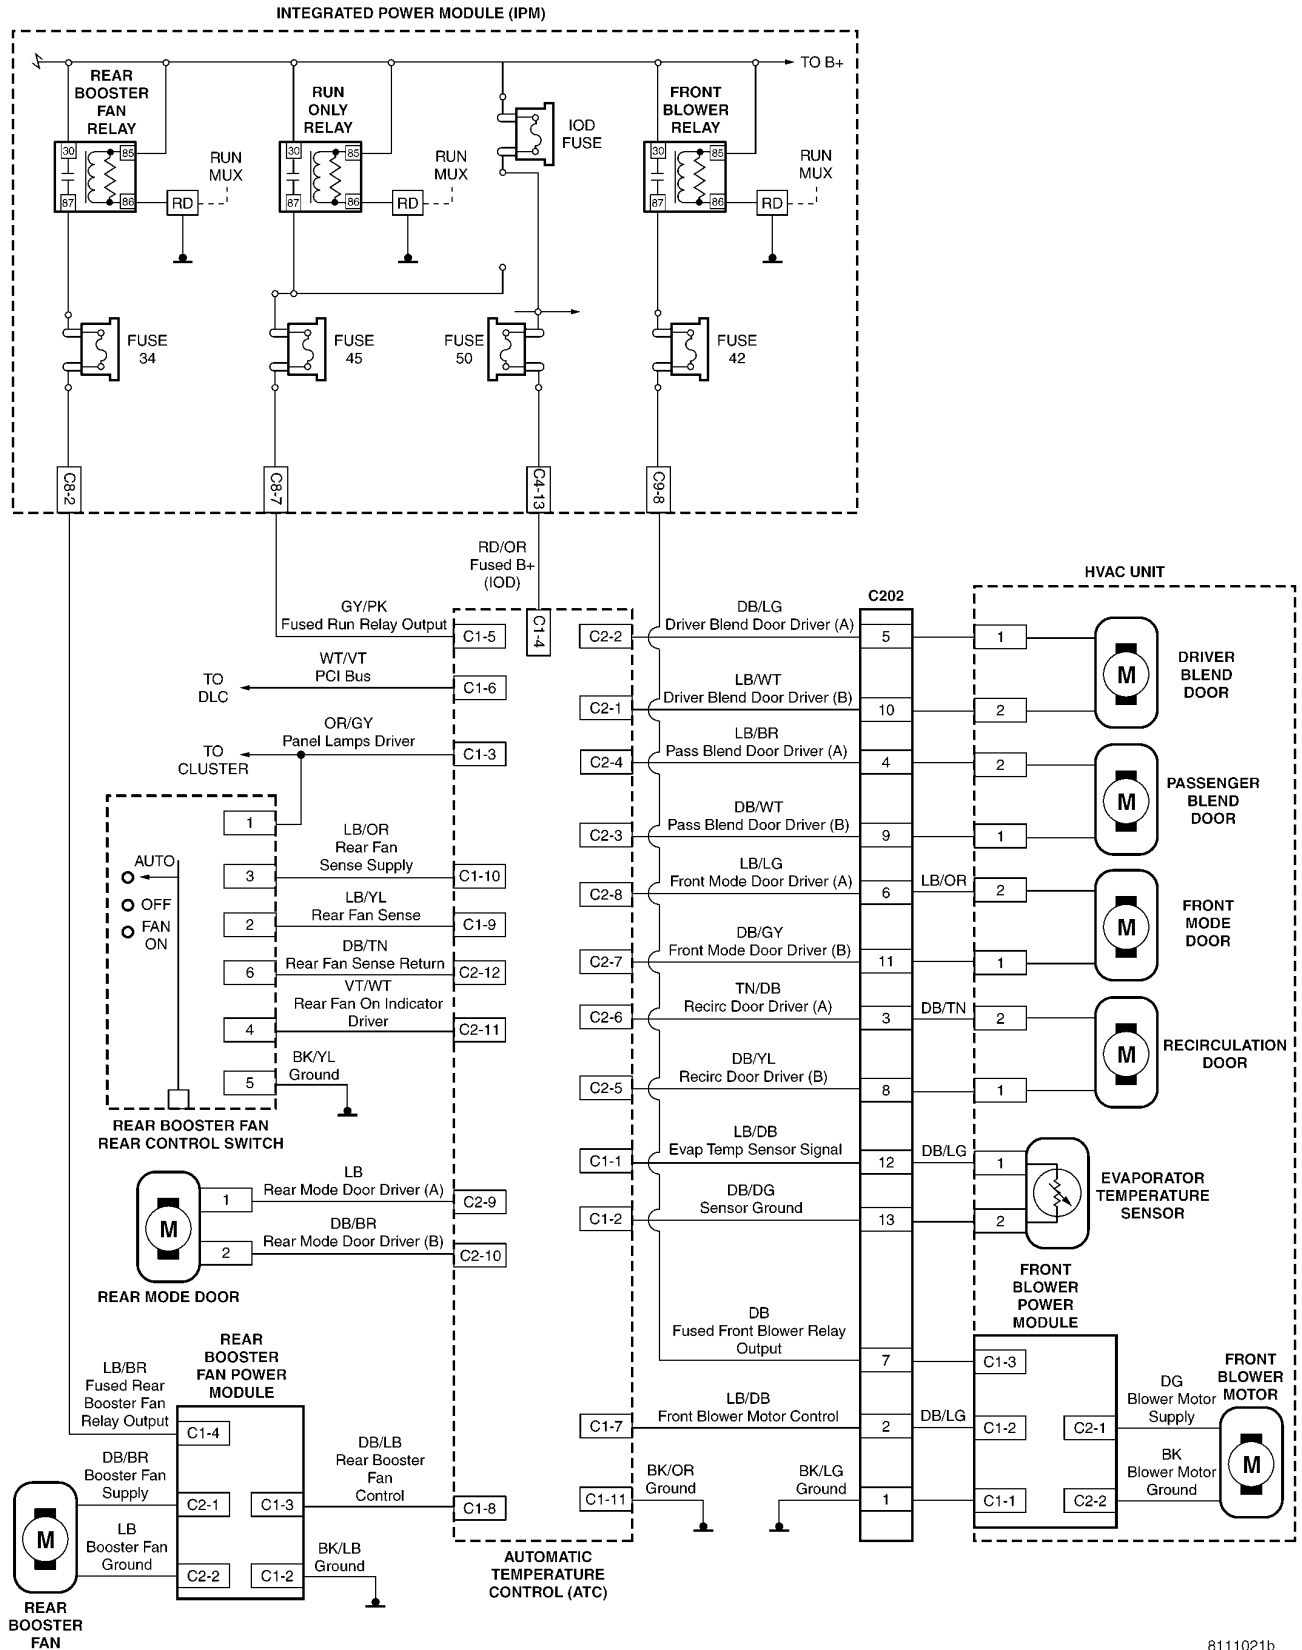 INTEGRATED POWER MODULE (IPM)
TO B+
REAR
BOOSTER
FAN
RELAY
30
85
87
86
RUN
MUX
RD
RUN
ONLY
RELAY
30
85
87
86
RUN
MUX
RD
IOD
FUSE
FRONT
BLOWER
RELAY
30
85
87
86
RUN
MUX
RD
FUSE
34
FUSE
45
FUSE
50
FUSE
42
C8-2
C8-7
C4-13
C9-8
RD/OR
Fused B+
(IOD)
C1-4
GY/PK
Fused Run Relay Output
C1-5
WT/VT
PCI Bus
TO
DLC
C1-6
OR/GY
Panel Lamps Driver
TO
CLUSTER
C1-3
1
AUTO
OFF
FAN
ON
LB/OR
Rear Fan
Sense Supply
3
C1-10
LB/YL
Rear Fan Sense
2
C1-9
DB/TN
Rear Fan Sense Return
6
C2-12
VT/WT
Rear Fan On Indicator
Driver
4
C2-11
BK/YL
Ground
5
REAR BOOSTER FAN
REAR CONTROL SWITCH
M
REAR MODE DOOR
LB
Rear Mode Door Driver (A)
1
C2-9
DB/BR
Rear Mode Door Driver (B)
2
C2-10
REAR
BOOSTER
FAN POWER
MODULE
LB/BR
Fused Rear
Booster Fan
Relay Output
C1-4
DB/BR
Booster Fan
Supply
C2-1
LB
Booster Fan
Ground
C2-2
M
REAR
BOOSTER
FAN
DB/LB
Rear Booster
Fan
Control
C1-3
C1-8
BK/LB
Ground
C1-2
AUTOMATIC
TEMPERATURE
CONTROL (ATC)
C202
HVAC UNIT
C2-2
DB/LG
Driver Blend Door Driver (A)
5
1
C2-1
LB/WT
Driver Blend Door Driver (B)
10
2
M
DRIVER
BLEND
DOOR
C2-4
LB/BR
Pass Blend Door Driver (A)
4
2
C2-3
DB/WT
Pass Blend Door Driver (B)
9
1
M
PASSENGER
BLEND
DOOR
C2-8
LB/LG
Front Mode Door Driver (A)
6
LB/OR
2
C2-7
DB/GY
Front Mode Door Driver (B)
11
1
M
FRONT
MODE
DOOR
C2-6
TN/DB
Recirc Door Driver (A)
3
DB/TN
2
C2-5
DB/YL
Recirc Door Driver (B)
8
1
M
RECIRCULATION
DOOR
C1-1
LB/DB
Evap Temp Sensor Signal
12
DB/LG
1
C1-2
DB/DG
Sensor Ground
13
2
EVAPORATOR
TEMPERATURE
SENSOR
FRONT
BLOWER
POWER
MODULE
DB
Fused Front Blower Relay
Output
7
C1-3
C1-7
LB/DB
Front Blower Motor Control
2
DB/LG
C1-2
C1-11
BK/OR
Ground
BK/LG
Ground
1
C1-1
C2-1
DG
Blower Motor
Supply
C2-2
BK
Blower Motor
Ground
FRONT
BLOWER
MOTOR
M
8111021b